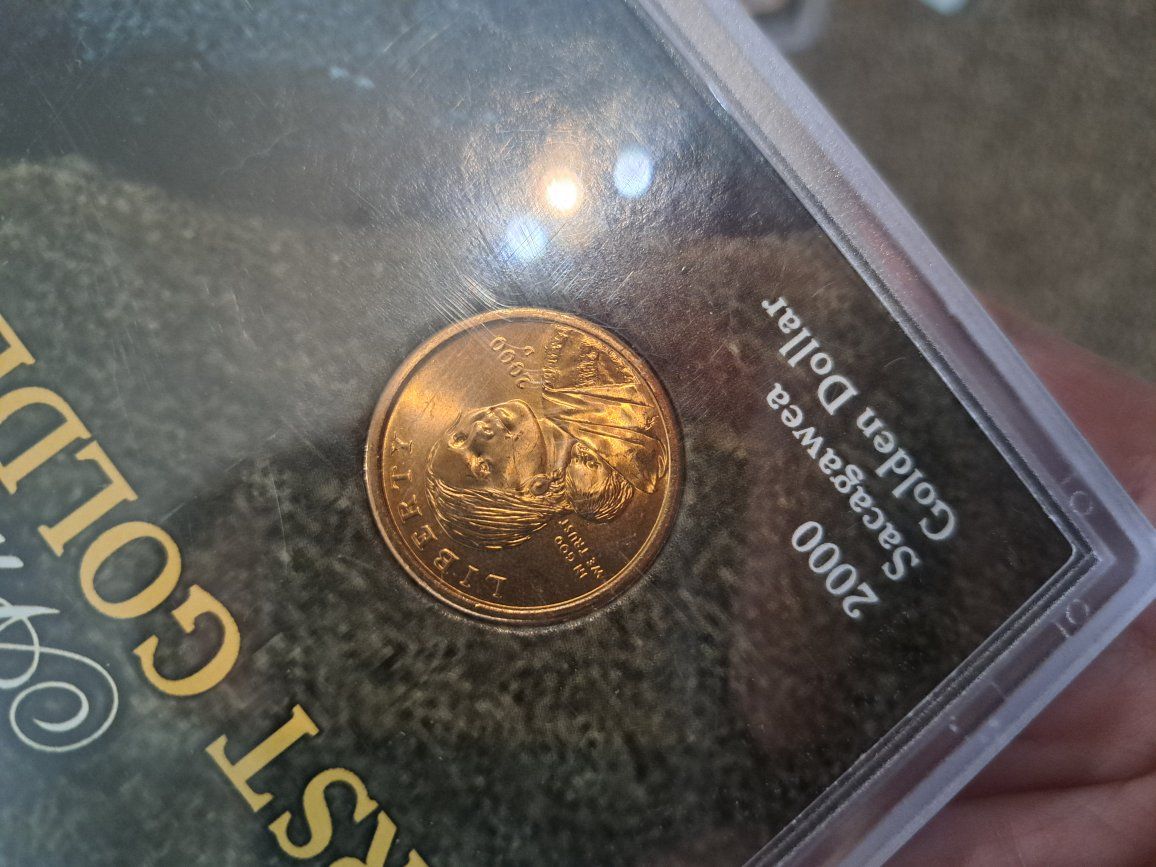 2000
Sacagawea
Golden Dollar
LIBERTY
IN GOD
WE TRUST
2000
GOLD